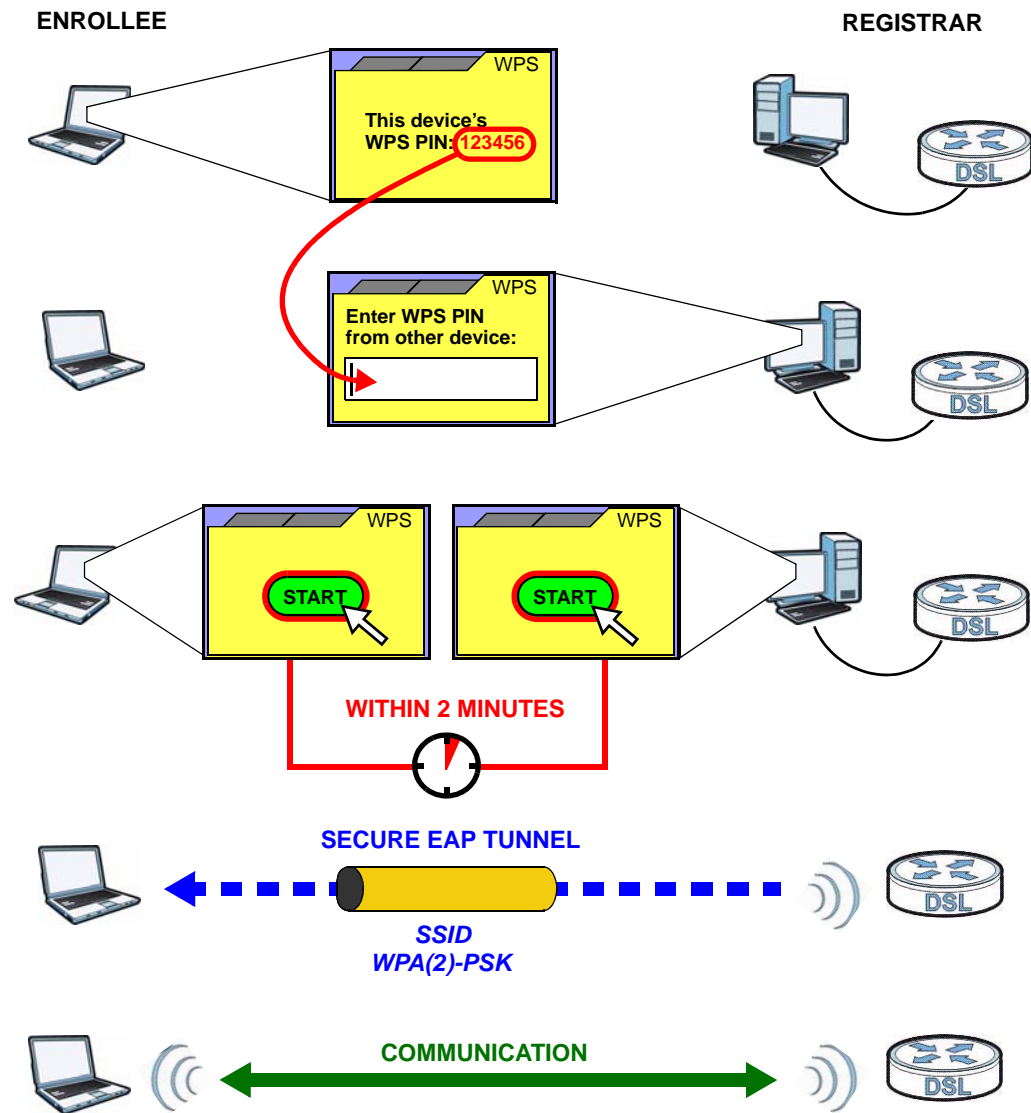 ENROLLEE
REGISTRAR
WPS
This device's
WPS PIN: 123456
DSL
WPS
Enter WPS PIN
from other device:
DSL
WPS
START
WPS
START
DSL
WITHIN 2 MINUTES
SECURE EAP TUNNEL
SSID
WPA(2)-PSK
DSL
COMMUNICATION
DSL